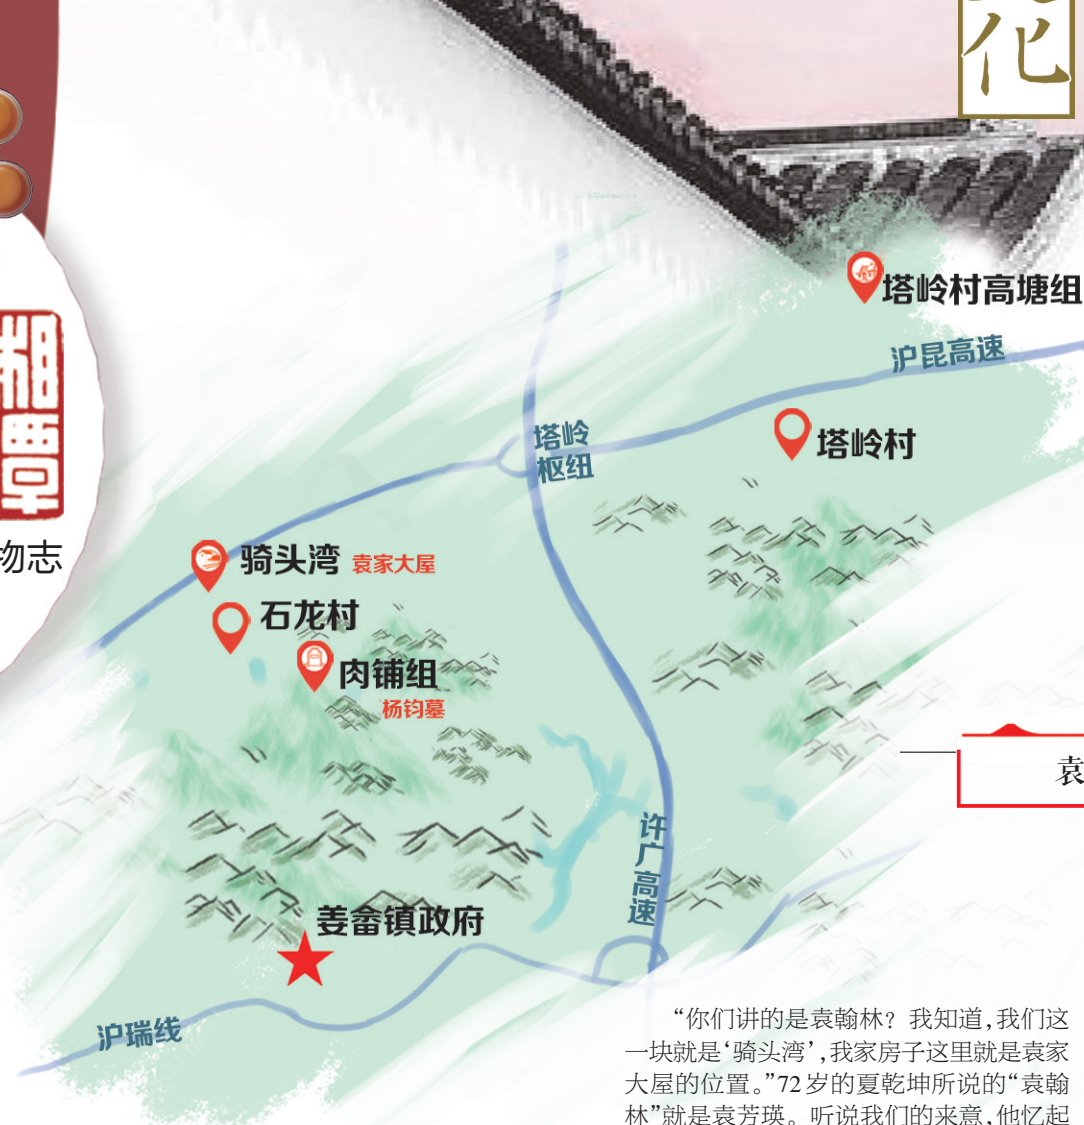 化
湘潭
物志
塔岭村高塘组
沪昆高速
塔岭
枢纽
塔岭村
骑头湾 袁家大屋
石龙村
肉铺组
杨钧墓
袁
许广高速
姜畲镇政府
沪瑞线
“你们讲的是袁翰林？我知道,我们这
一块就是‘骑头湾’,我家房子这里就是袁家
大屋的位置。”72岁的夏乾坤所说的“袁翰
林”就是袁芳瑛。听说我们的来意,他忆起